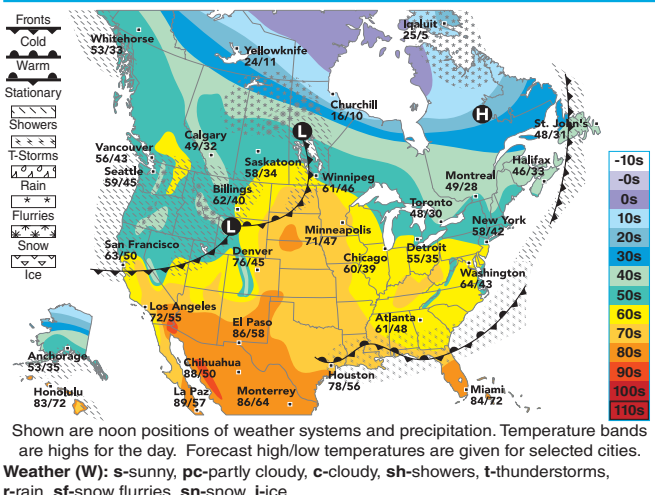 Fronts
Cold
Warm
Stationary
Showers
T-Storms
Rain
Flurries
Snow
Ice
Whitehorse
53/33
Yellowknife
24/11
Iqaluit
25/5
Churchill
16/10
H
St. John's
48/31
Vancouver
56/43
Calgary
49/32
L
Seattle
59/45
Saskatoon
58/34
Winnipeg
61/46
Montreal
49/28
Halifax
46/33
Billings
62/40
Toronto
48/30
New York
58/42
L
San Francisco
63/50
Denver
76/45
Minneapolis
71/47
Chicago
60/39
Detroit
55/35
Washington
64/43
Los Angeles
72/55
El Paso
86/58
Atlanta
61/48
Anchorage
53/35
Honolulu
83/72
Chihuahua
88/50
La Paz
89/57
Monterrey
86/64
Houston
78/56
Miami
84/72
-10s
-0s
0s
10s
20s
30s
40s
50s
60s
70s
80s
90s
100s
110s
Shown are noon positions of weather systems and precipitation. Temperature bands
are highs for the day. Forecast high/low temperatures are given for selected cities.
Weather (W): s-sunny, pc-partly cloudy, c-cloudy, sh-showers, t-thunderstorms,
r-rain, sf-snow flurries, sn-snow, i-ice